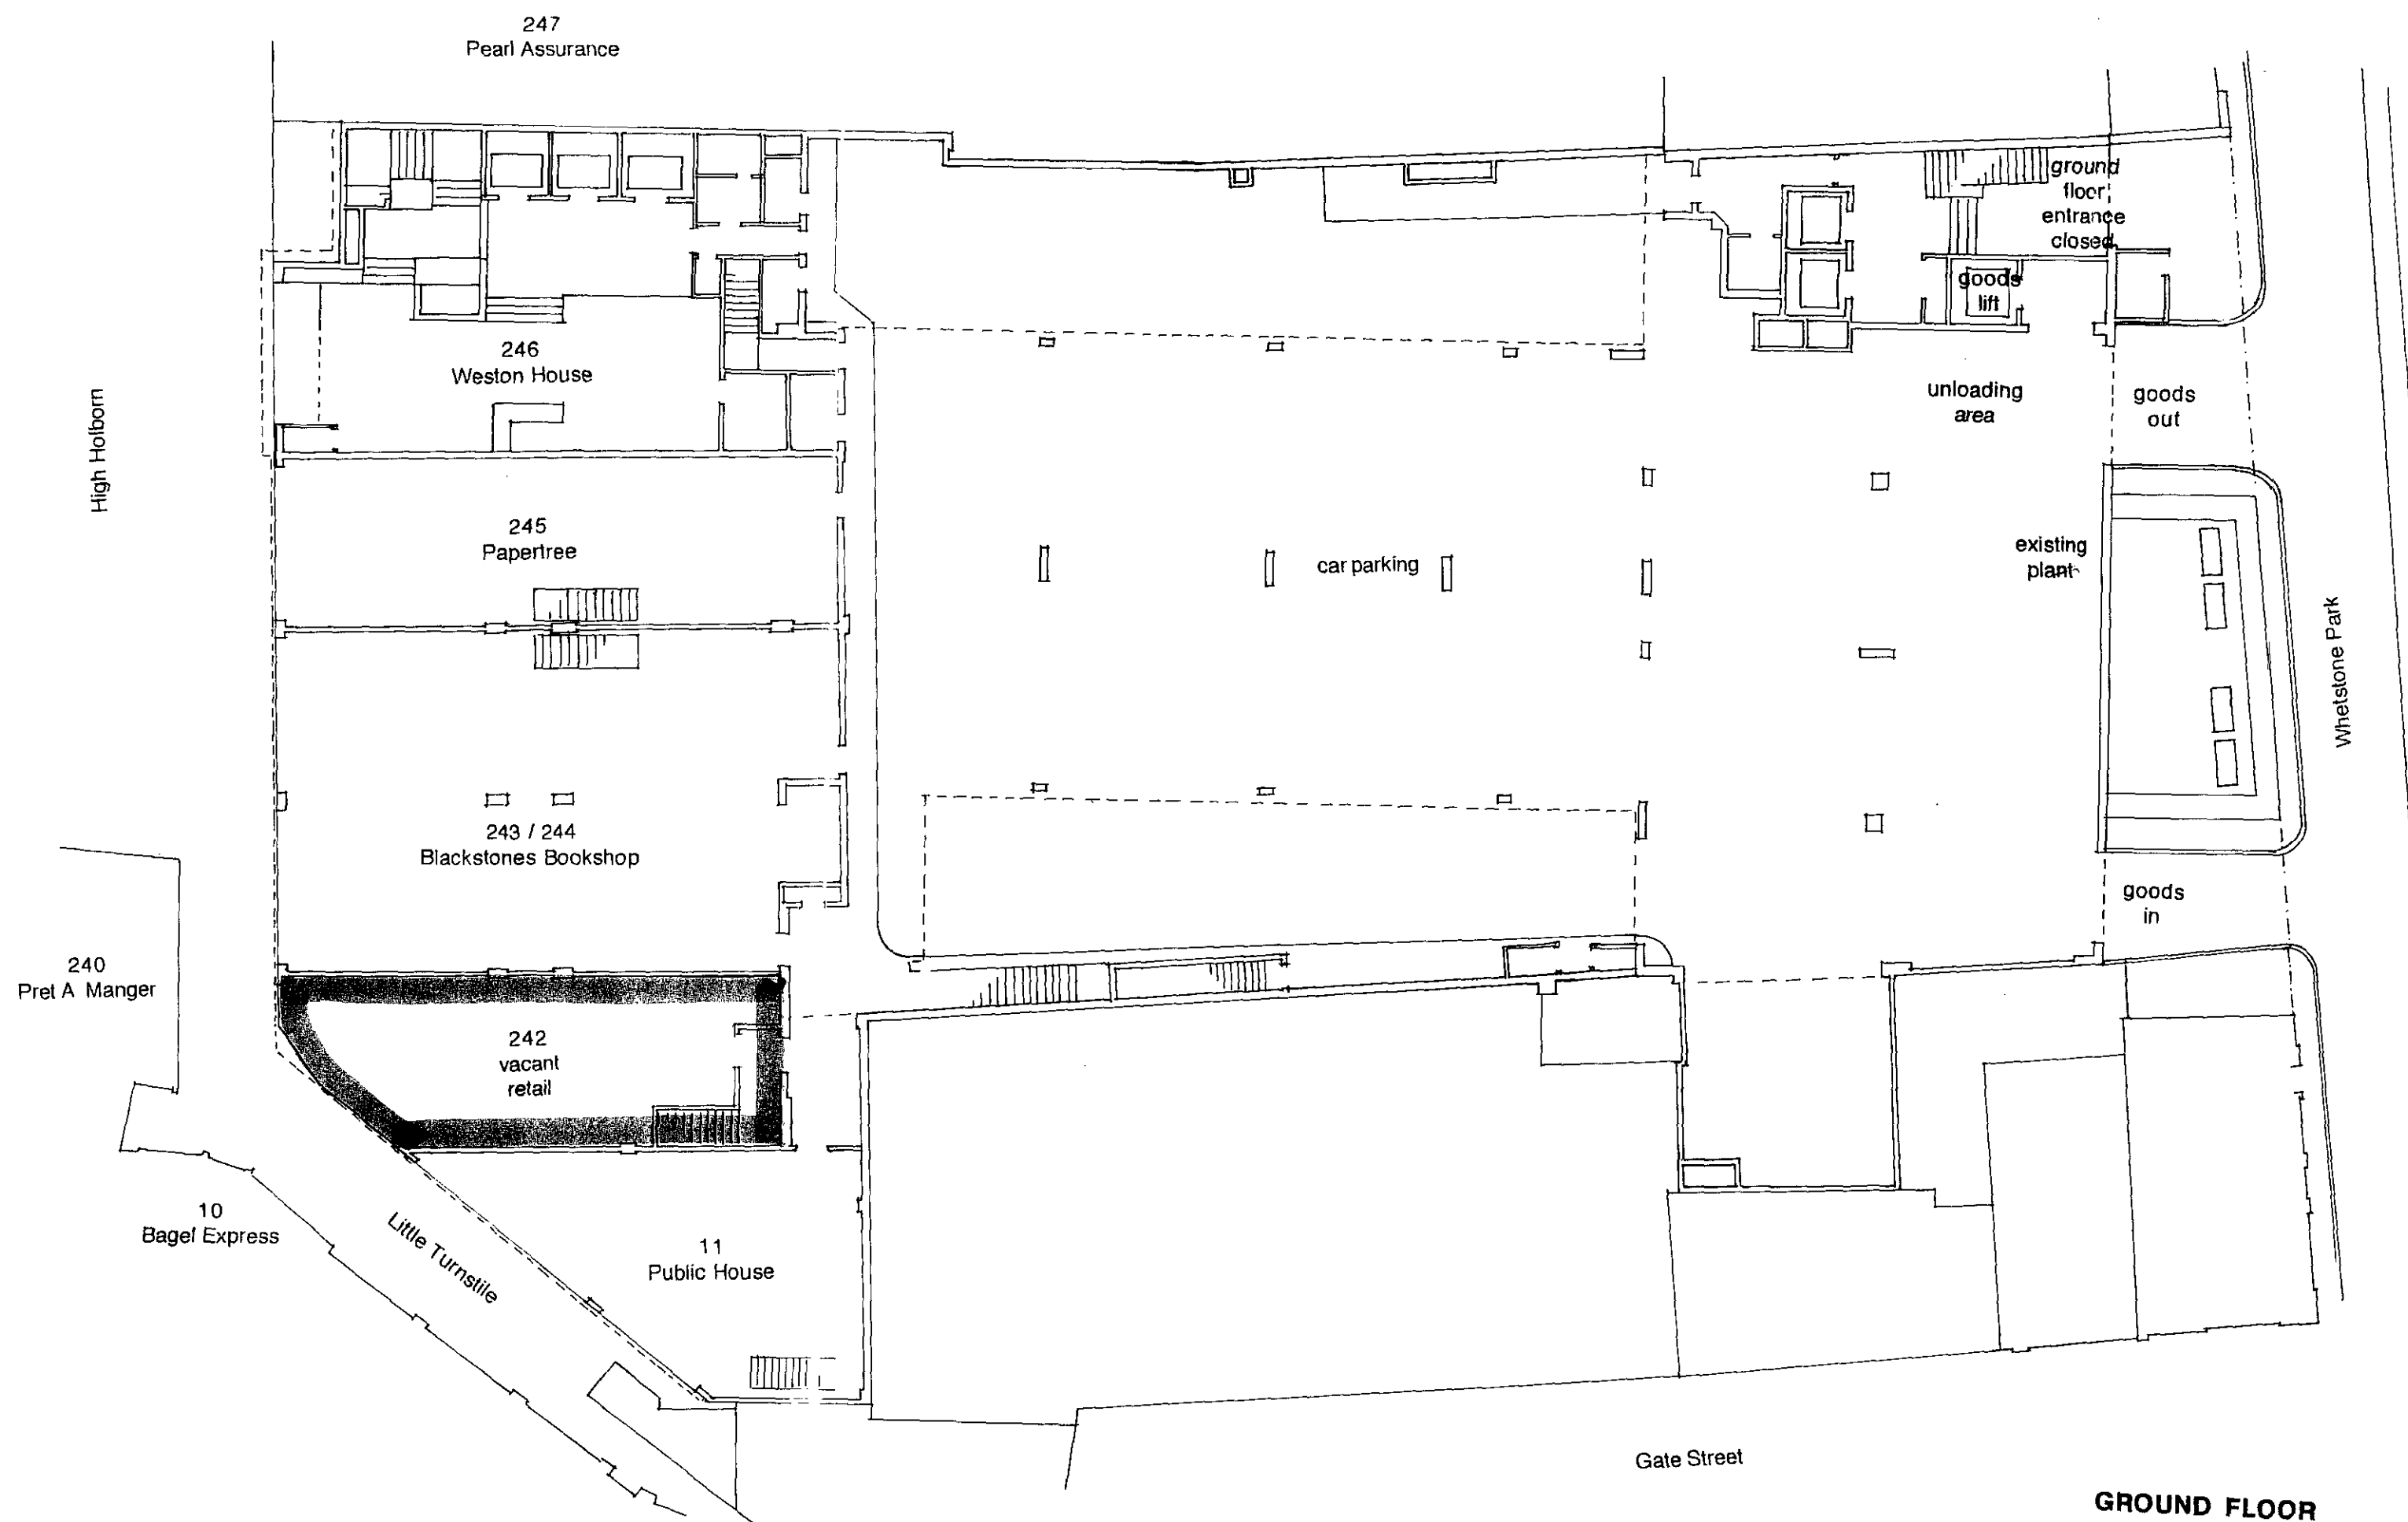 247
Pearl Assurance
ground
floor
entrance
closed
goods
lift
246
Weston House
unloading
area
goods
out
High Holborn
245
Papertree
car parking
existing
plant
Whetstone Park
243 / 244
Blackstones Bookshop
goods
in
240
Pret A Manger
242
vacant
retail
10
Bagel Express
Little Turnstile
11
Public House
Gate Street
GROUND FLOOR